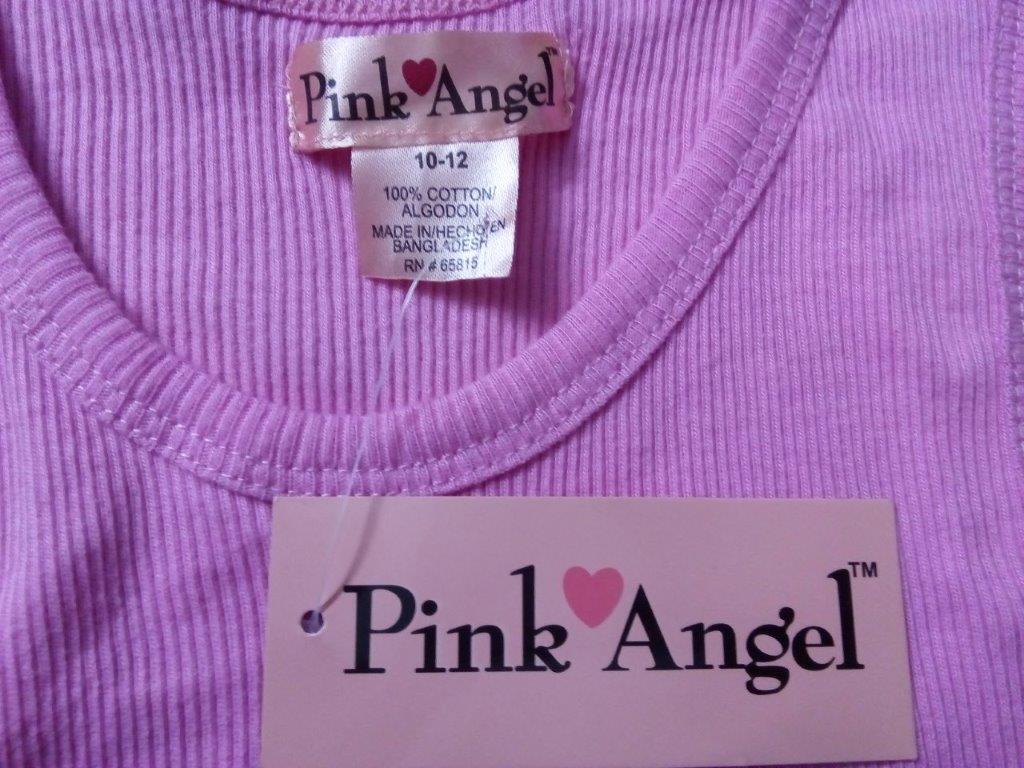 Pink Angel™
10-12
100% COTTON/
ALGODON
MADE IN/HECHO EN
BANGLADESH
RN # 65815
Pink Angel™